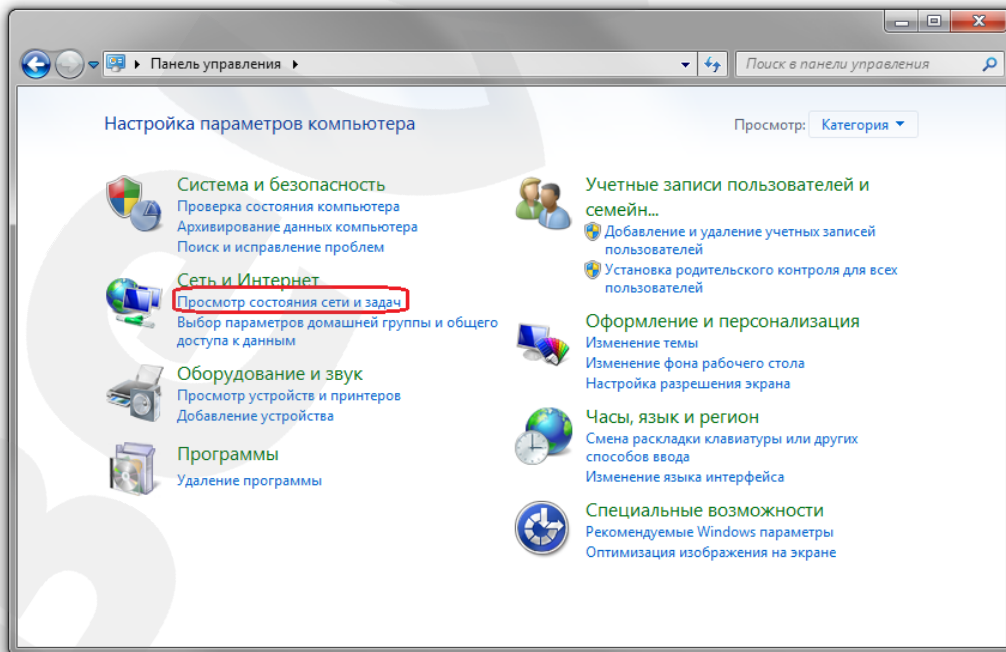 Панель управления
Поиск в панели управления
Настройка параметров компьютера
Просмотр: Категория
Система и безопасность
Проверка состояния компьютера
Архивирование данных компьютера
Поиск и исправление проблем
Сеть и Интернет
Просмотр состояния сети и задач
Выбор параметров домашней группы и общего
доступа к данным
Оборудование и звук
Просмотр устройств и принтеров
Добавление устройства
Программы
Удаление программы
Учетные записи пользователей и
семейн...
Добавление и удаление учетных записей
пользователей
Установка родительского контроля для всех
пользователей
Оформление и персонализация
Изменение темы
Изменение фона рабочего стола
Настройка разрешения экрана
Часы, язык и регион
Смена раскладки клавиатуры или других
способов ввода
Изменение языка интерфейса
Специальные возможности
Рекомендуемые Windows параметры
Оптимизация изображения на экране